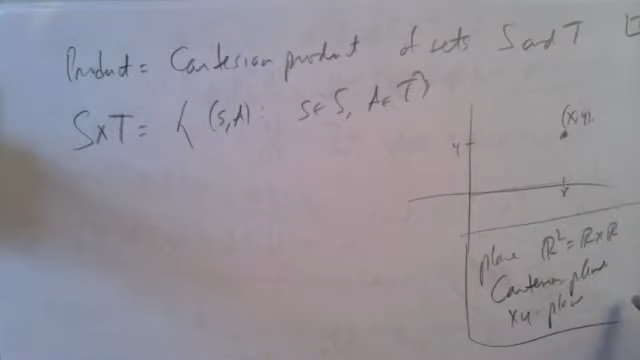 Product = Cartesian product of sets S and T
S×T = { (s,t): s∈S, t∈T}
(x,y).
y
x
plane ℝ² = ℝ×ℝ
Cartesian plane
xy-plane